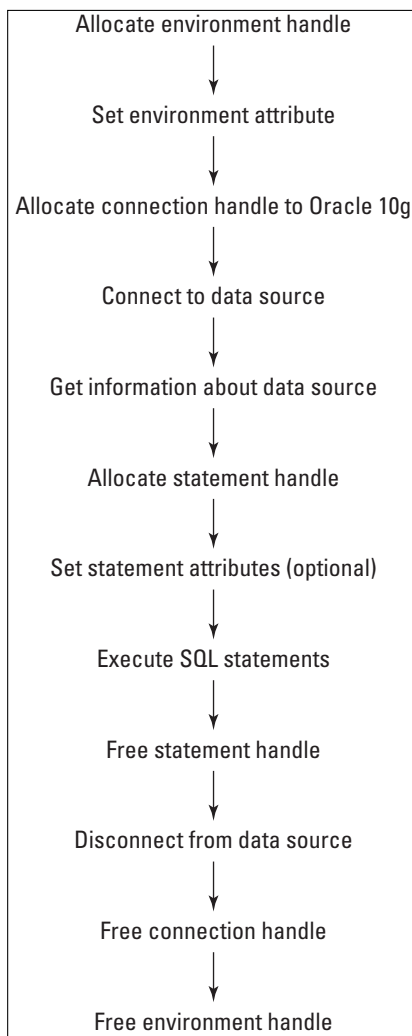 Allocate environment handle
Set environment attribute
Allocate connection handle to Oracle 10g
Connect to data source
Get information about data source
Allocate statement handle
Set statement attributes (optional)
Execute SQL statements
Free statement handle
Disconnect from data source
Free connection handle
Free environment handle